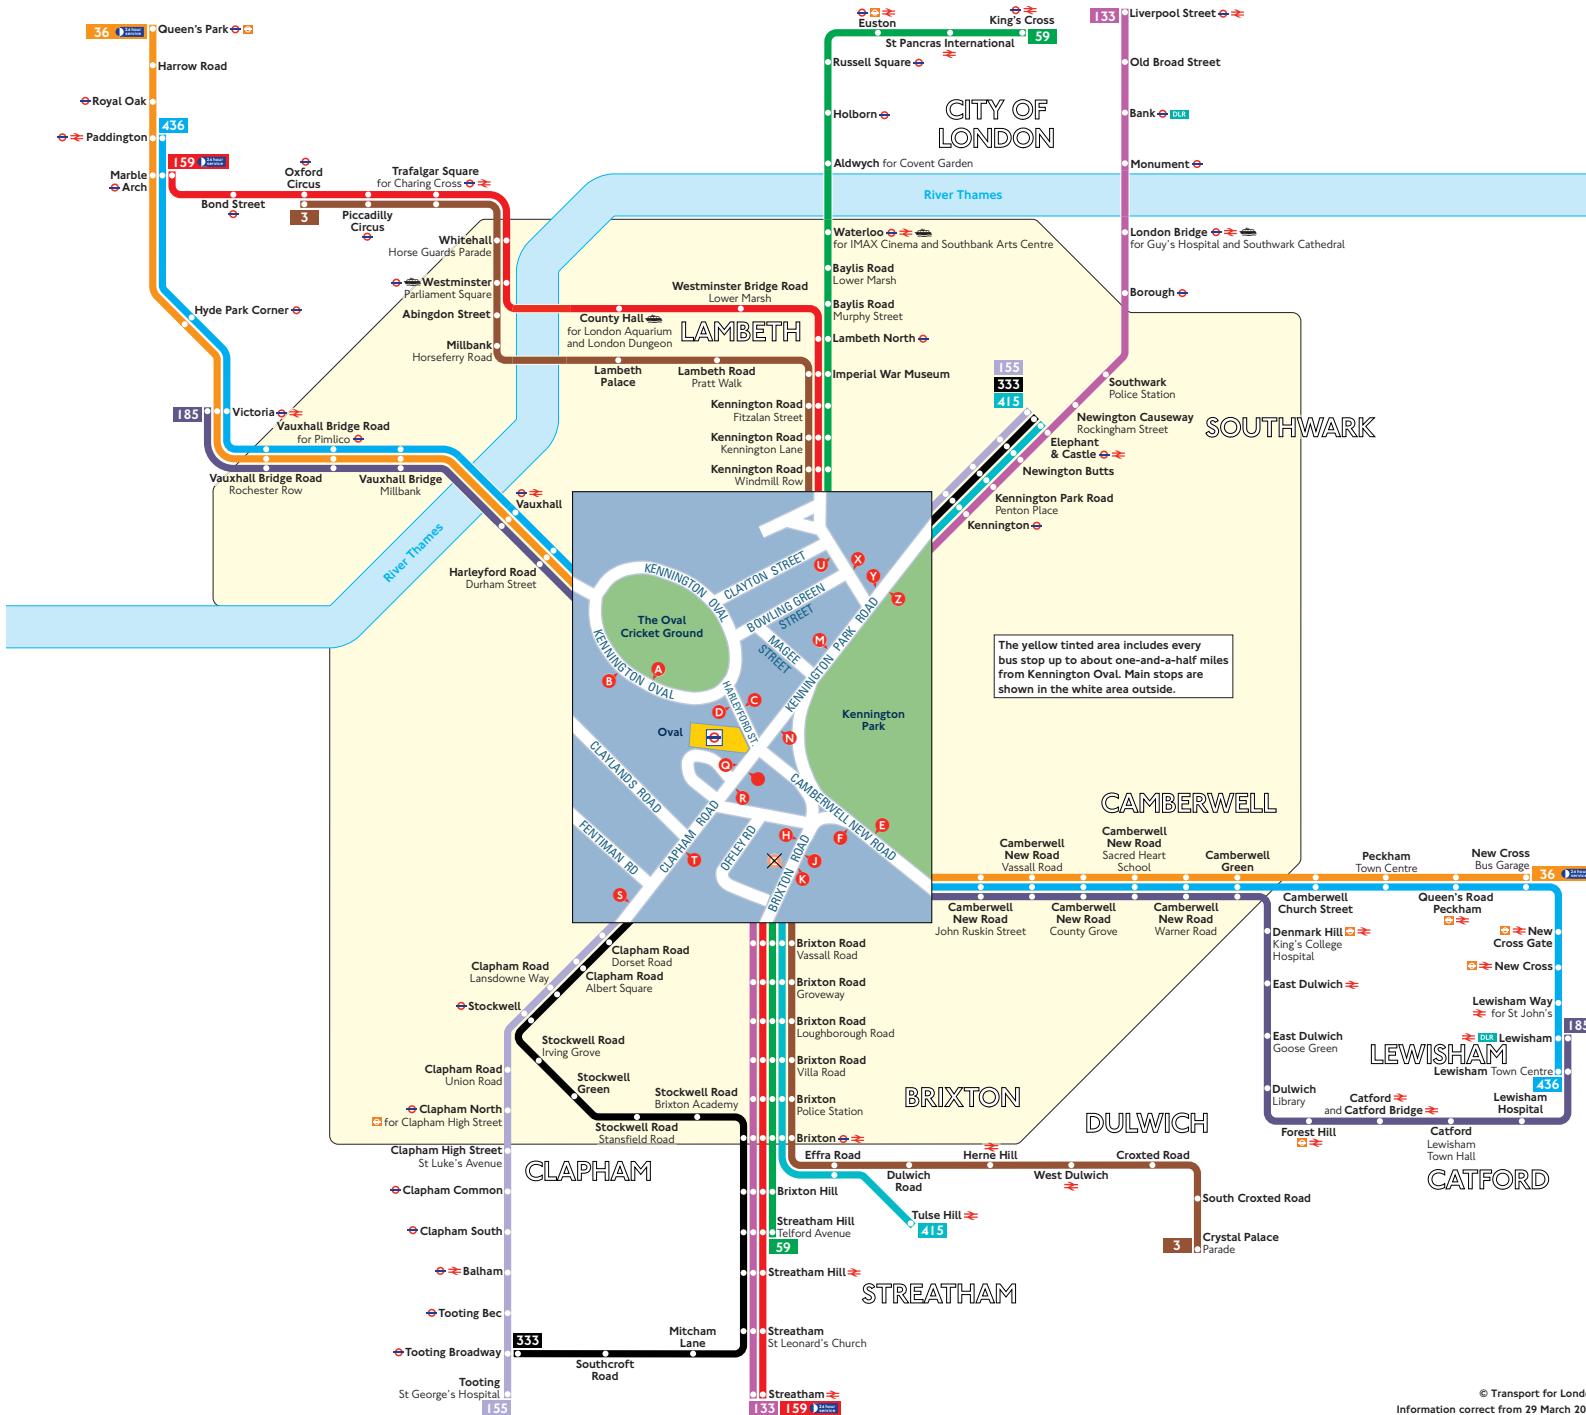 36
24 hour
service
Queen's Park
Harrow Road
Royal Oak
Paddington
436
Marble
Arch
159
24 hour
service
Bond Street
Oxford
Circus
3
Piccadilly
Circus
Trafalgar Square
for Charing Cross
Whitehall
Horse Guards Parade
Westminster
Parliament Square
Abingdon Street
Millbank
Horseferry Road
Hyde Park Corner
185
Victoria
Vauxhall Bridge Road
for Pimlico
Vauxhall Bridge Road
Rochester Row
Vauxhall Bridge
Millbank
Vauxhall
Harleyford Road
Durham Street
River Thames
County Hall
for London Aquarium
and London Dungeon
Westminster Bridge Road
Lower Marsh
LAMBETH
Lambeth
Palace
Lambeth Road
Pratt Walk
Kennington Road
Fitzalan Street
Kennington Road
Kennington Lane
Kennington Road
Windmill Row
Euston
St Pancras International
King's Cross
59
Russell Square
Holborn
Aldwych for Covent Garden
CITY OF
LONDON
River Thames
Waterloo
for IMAX Cinema and Southbank Arts Centre
Baylis Road
Lower Marsh
Baylis Road
Murphy Street
Lambeth North
Imperial War Museum
133
Liverpool Street
Old Broad Street
Bank
DLR
Monument
London Bridge
for Guy's Hospital and Southwark Cathedral
Borough
Southwark
Police Station
Newington Causeway
Rockingham Street
SOUTHWARK
155
333
415
Elephant
& Castle
Newington Butts
Kennington Park Road
Penton Place
Kennington
The yellow tinted area includes every
bus stop up to about one-and-a-half miles
from Kennington Oval. Main stops are
shown in the white area outside.
KENNINGTON OVAL
CLAYTON STREET
BOWLING GREEN
STREET
MAGEE
STREET
The Oval
Cricket Ground
KENNINGTON OVAL
KENNINGTON PARK ROAD
HARLEYFORD ST.
Kennington
Park
Oval
CLAYLANDS ROAD
FENTIMAN RD
CLAPHAM ROAD
OFFLEY RD
BRIXTON ROAD
CAMBERWELL NEW ROAD
U
X
Y
Z
M
A
B
C
D
N
Q
R
H
J
K
F
E
T
S
CAMBERWELL
Camberwell
New Road
Vassall Road
Camberwell
New Road
Sacred Heart
School
Camberwell
Green
Peckham
Town Centre
New Cross
Bus Garage
36
24 hour
service
Camberwell
New Road
John Ruskin Street
Camberwell
New Road
County Grove
Camberwell
New Road
Warner Road
Camberwell
Church Street
Queen's Road
Peckham
New
Cross Gate
New Cross
Lewisham Way
for St John's
185
DLR
Lewisham
LEWISHAM
Lewisham Town Centre
436
Denmark Hill
King's College
Hospital
East Dulwich
East Dulwich
Goose Green
Dulwich
Library
Forest Hill
Catford
and Catford Bridge
Catford
Lewisham
Town Hall
Lewisham
Hospital
CATFORD
Clapham Road
Dorset Road
Clapham Road
Lansdowne Way
Clapham Road
Albert Square
Stockwell
Stockwell Road
Irving Grove
Clapham Road
Union Road
Stockwell
Green
Clapham North
for Clapham High Street
Stockwell Road
Brixton Academy
Stockwell Road
Stansfield Road
Clapham High Street
St Luke's Avenue
CLAPHAM
Clapham Common
Clapham South
Balham
Tooting Bec
Tooting Broadway
333
Southcroft
Road
Mitcham
Lane
Tooting
St George's Hospital
155
Brixton Road
Vassall Road
Brixton Road
Groveway
Brixton Road
Loughborough Road
Brixton Road
Villa Road
Brixton
Police Station
Brixton
BRIXTON
DULWICH
Effra Road
Dulwich
Road
Herne Hill
West Dulwich
Croxted Road
South Croxted Road
3
Crystal Palace
Parade
Tulse Hill
415
Brixton Hill
Streatham Hill
Telford Avenue
59
Streatham Hill
STREATHAM
Streatham
St Leonard's Church
Streatham
133
159
24 hour
service
© Transport for Lond
Information correct from 29 March 20